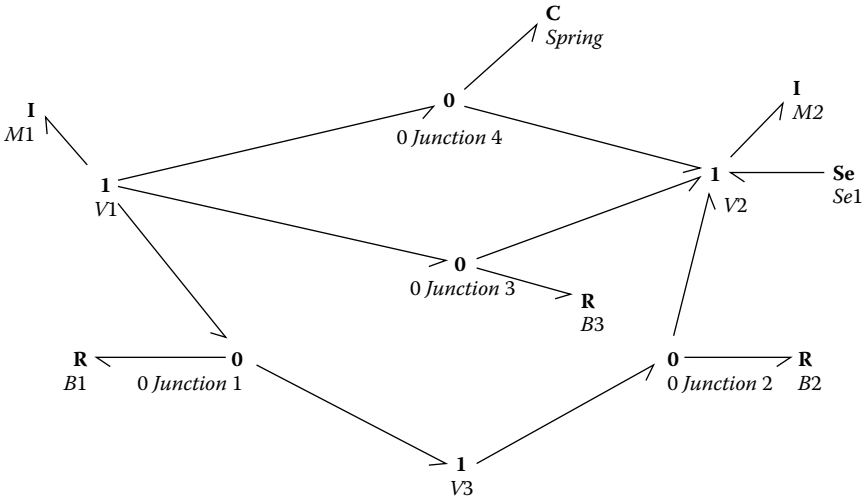 C
Spring
I
M1
0
0 Junction 4
I
M2
1
V1
1
V2
Se
Se1
0
0 Junction 3
R
B3
R
B1
0
0 Junction 1
0
0 Junction 2
R
B2
1
V3